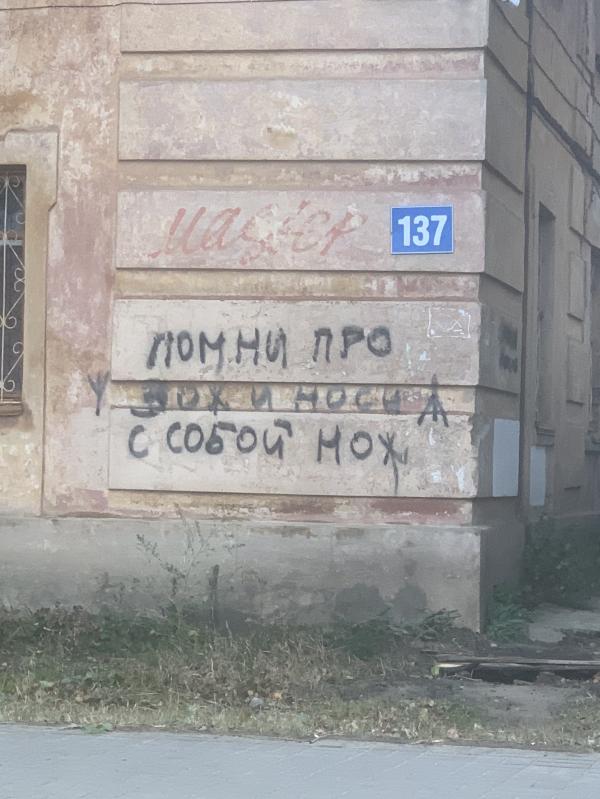 137
ПОМНИ ПРО
ЗОЖ И НОСИ
С СОБОЙ НОЖ